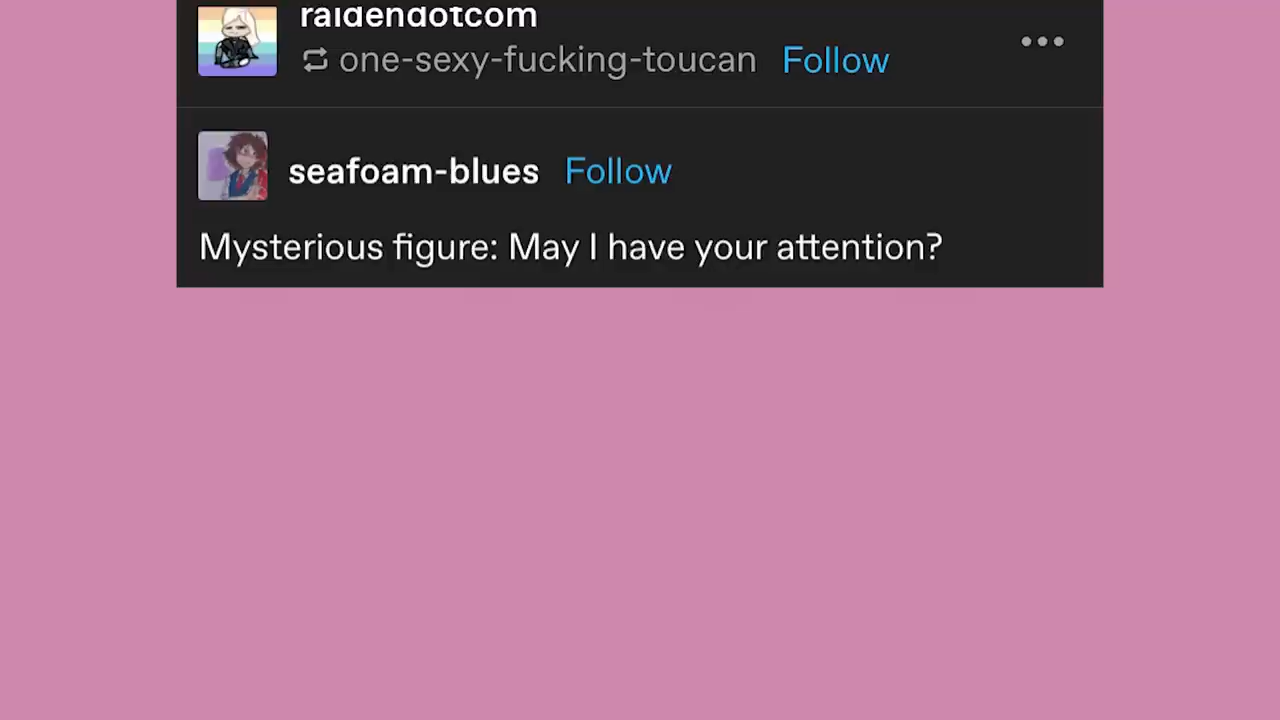 raidendotcom
one-sexy-fucking-toucan Follow
seafoam-blues Follow
Mysterious figure: May I have your attention?